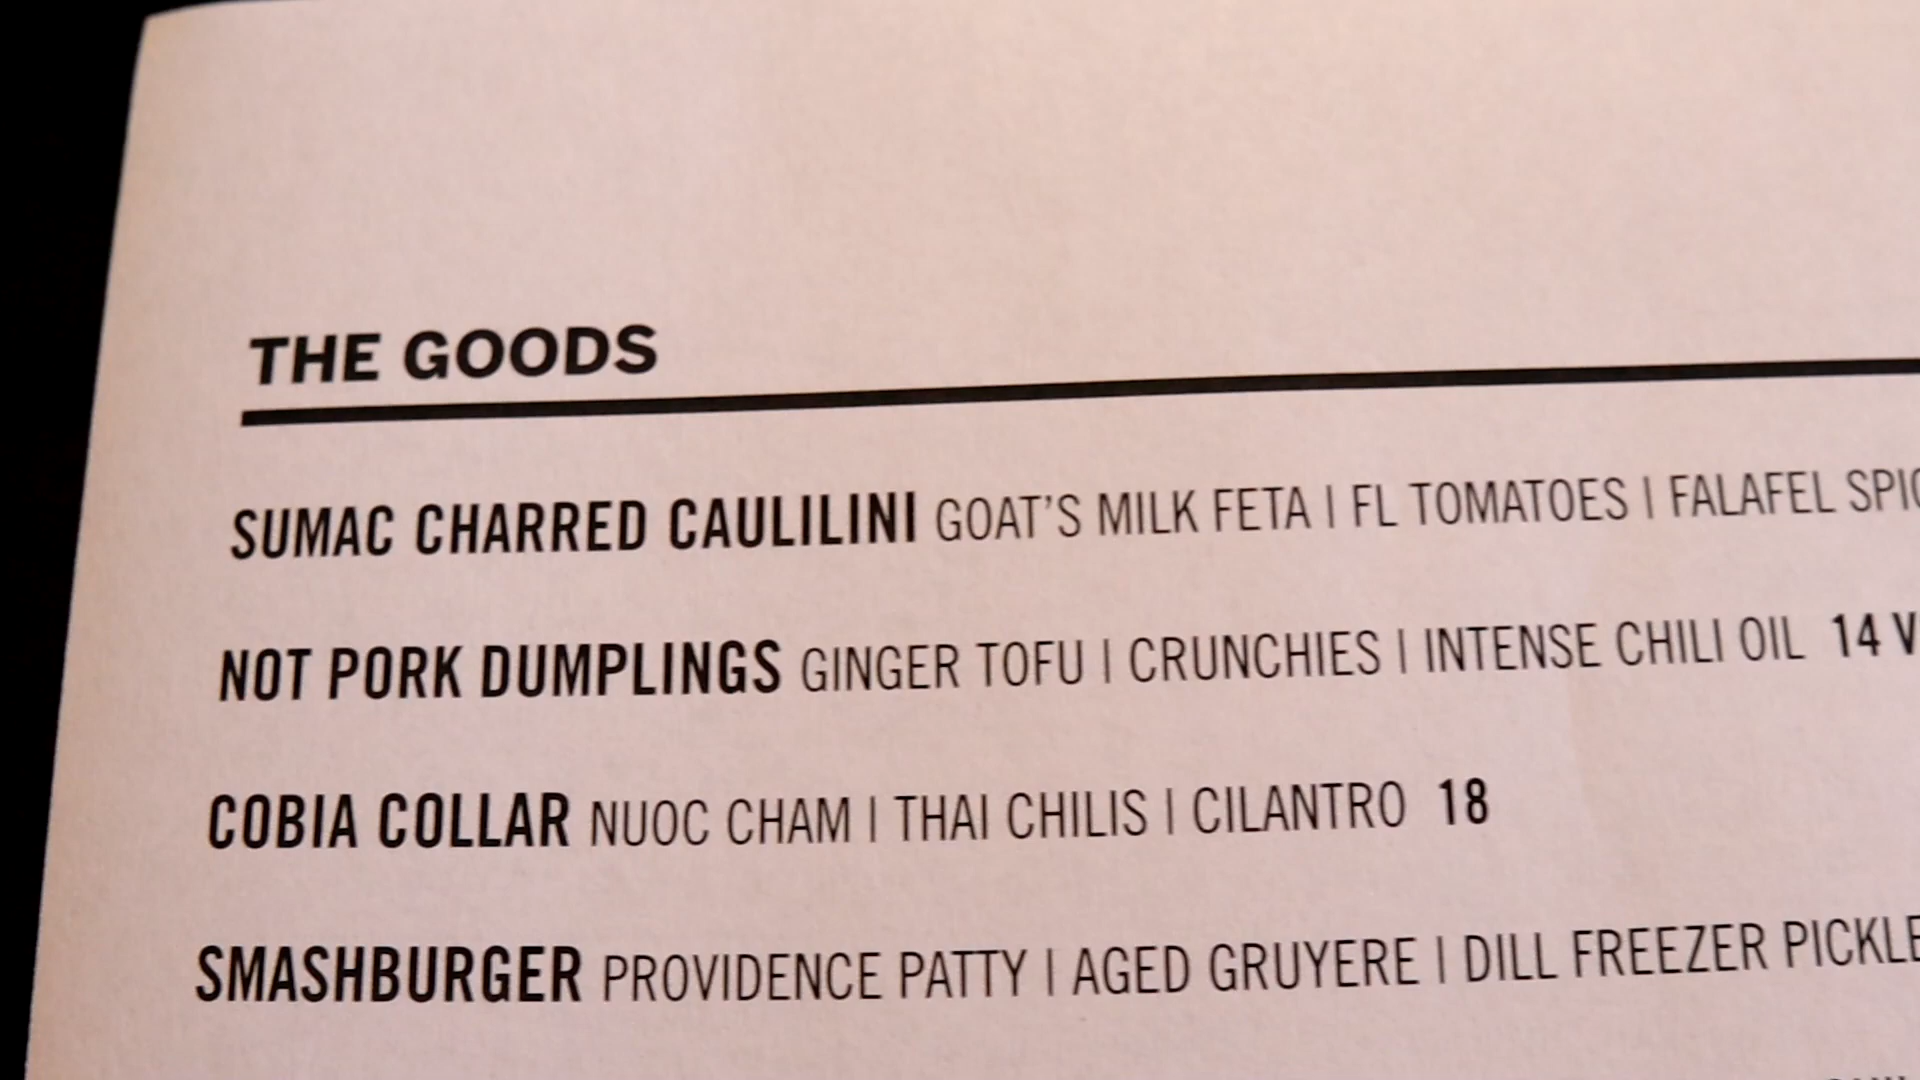 THE GOODS
SUMAC CHARRED CAULILINI GOAT'S MILK FETA | FL TOMATOES | FALAFEL
NOT PORK DUMPLINGS GINGER TOFU | CRUNCHIES | INTENSE CHILI OIL 14 V
COBIA COLLAR NUOC CHAM | THAI CHILIS | CILANTRO 18
SMASHBURGER PROVIDENCE PATTY | AGED GRUYERE | DILL FREEZER